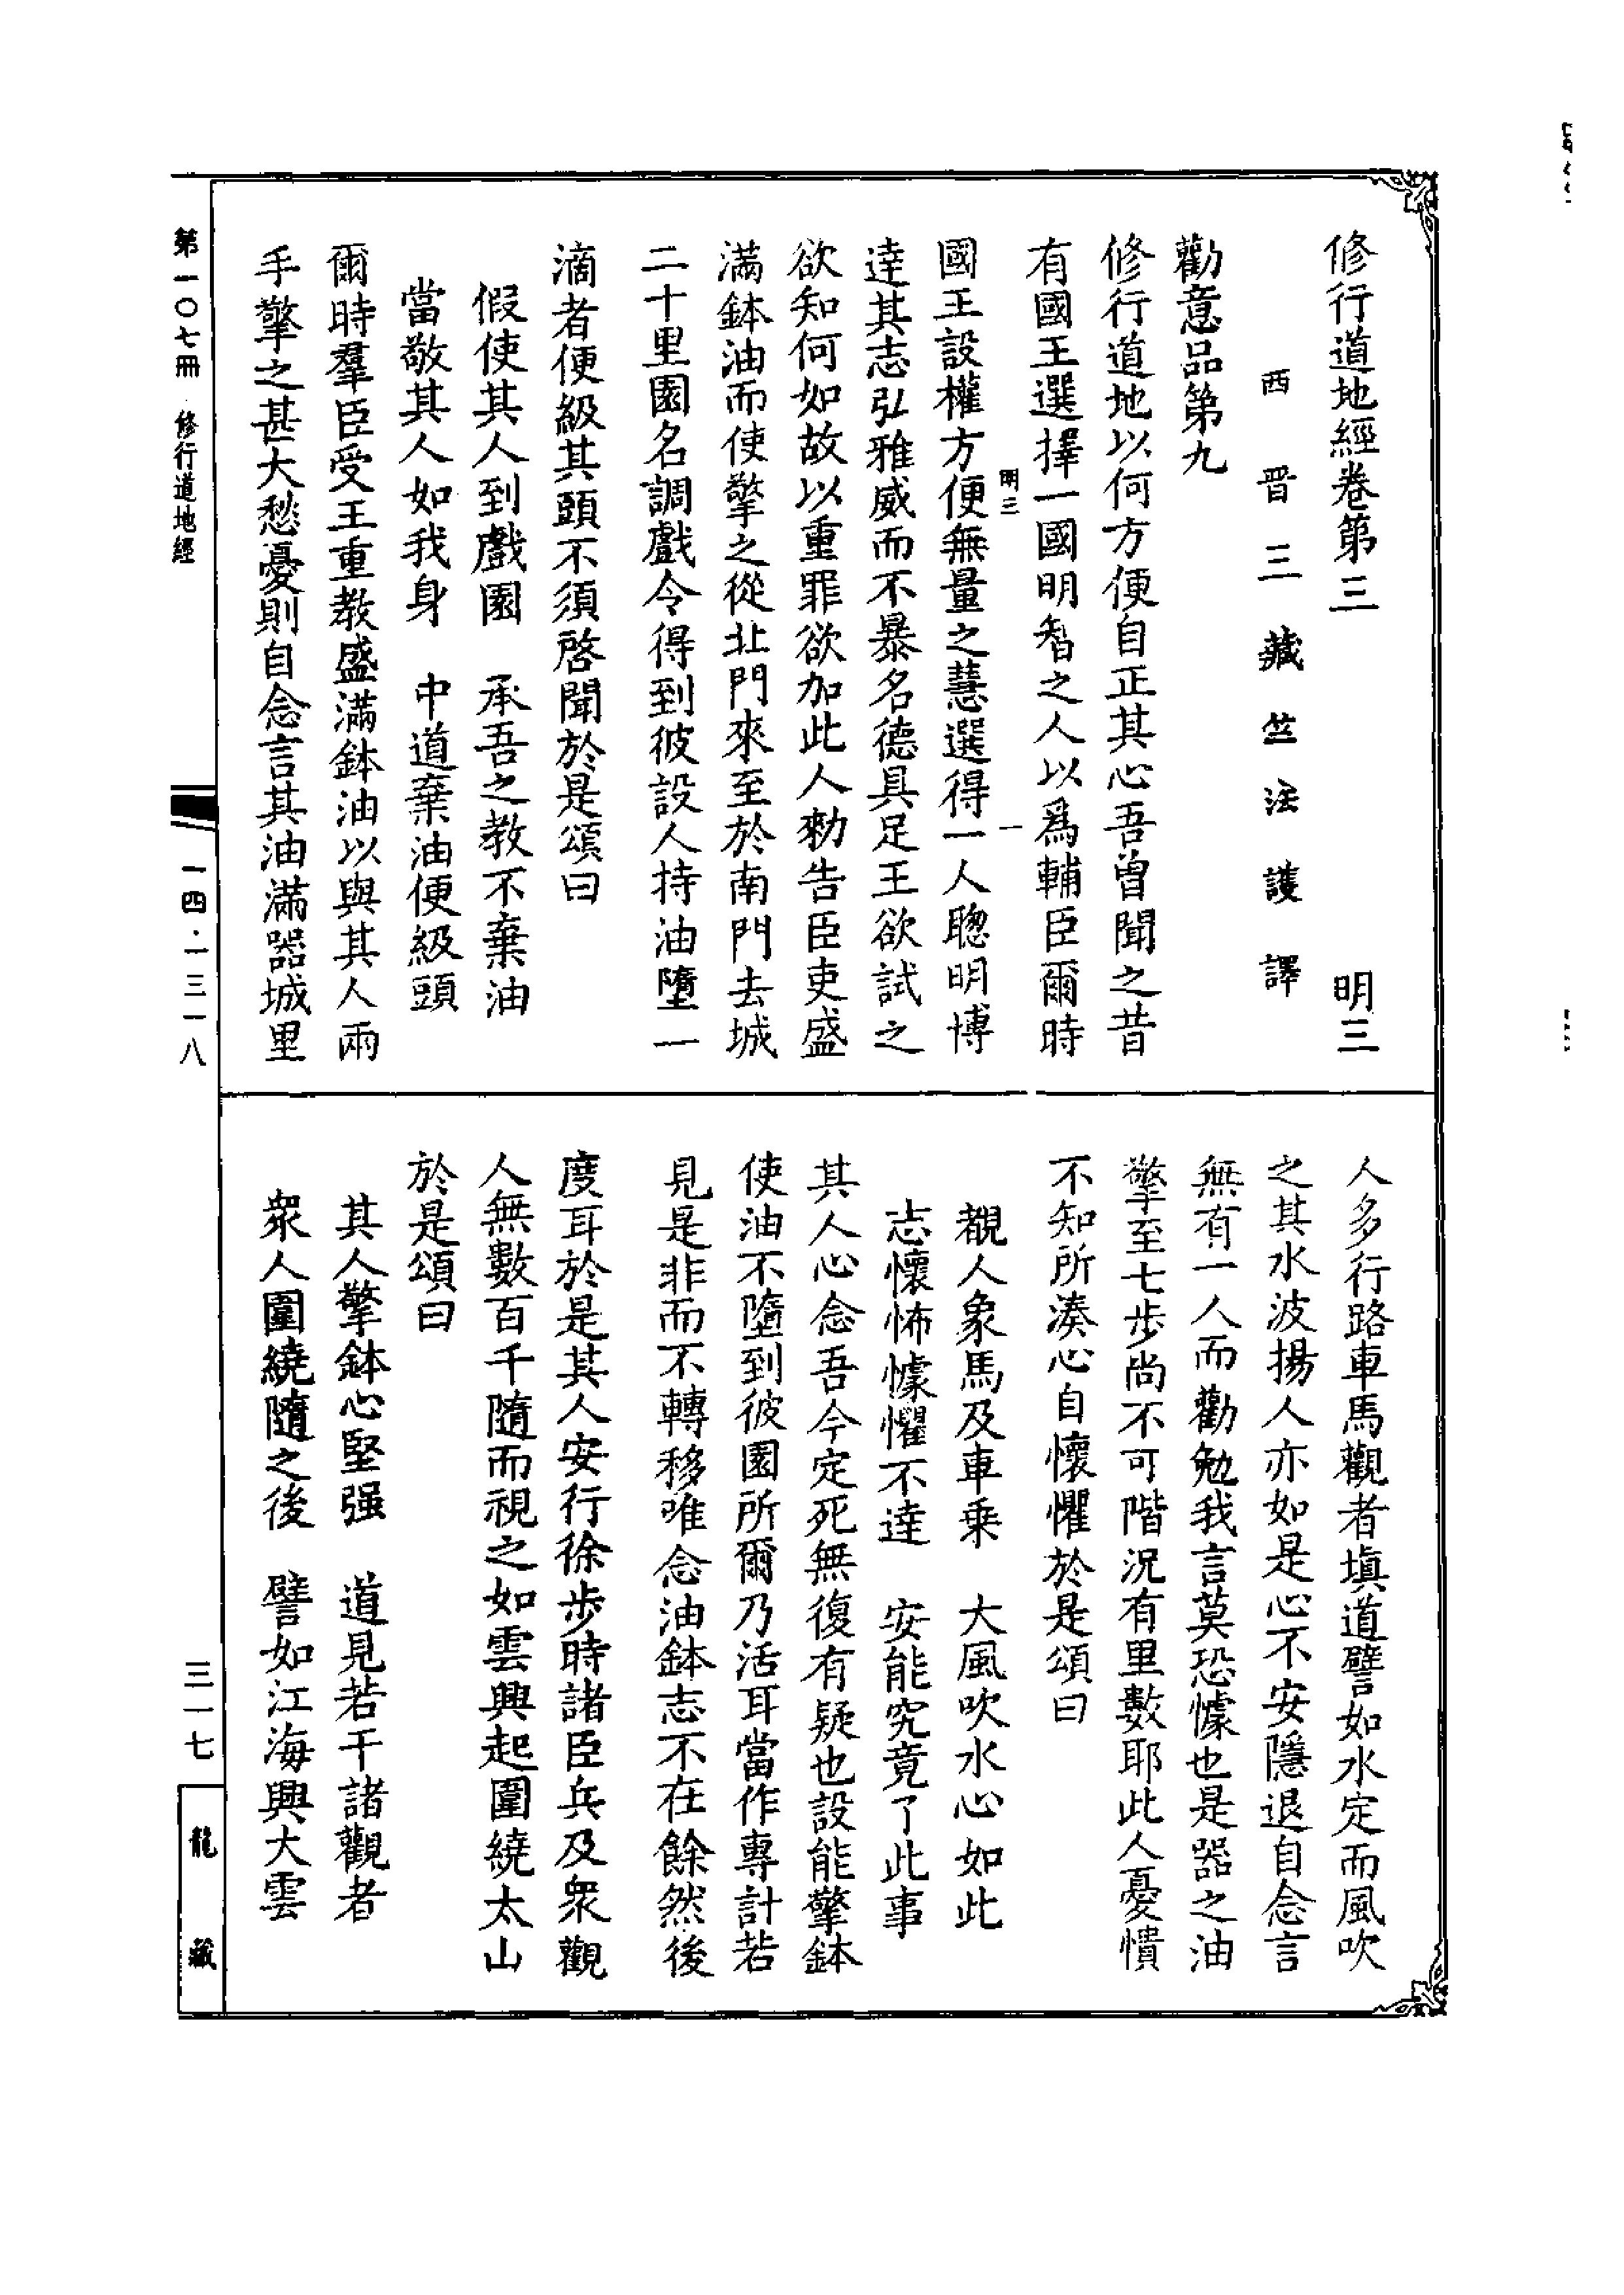 修行道地經卷第三　明三
西晋三藏竺法護譯
勸意品第九
修行道地以何方便自正其心吾曾聞之昔
有國王選擇一國明智之人以爲輔臣爾時
明三　一
國王設權方便無量之慧選得一人聰明博
達其志弘雅威而不暴名德具足王欲試之
欲知何如故以重罪欲加此人勑告臣吏盛
滿鉢油而使擎之從北門來至於南門去城
二十里園名調戲令得到彼設人持油墮一
滴者便級其頭不須啓聞於是頌曰
假使其人到戲園　承吾之教不棄油
當敬其人如我身　中道棄油便級頭
爾時羣臣受王重教盛滿鉢油以與其人兩
手擎之甚大愁憂則自念言其油滿器城里
人多行路車馬觀者塡道譬如水定而風吹
之其水波揚人亦如是心不安隱退自念言
無有一人而勸勉我言莫恐懅也是器之油
擎至七步尚不可階況有里數耶此人憂憒
不知所湊心自懷懼於是頌曰
覩人象馬及車乘　大風吹水心如此
志懷怖懅懼不達　安能究竟了此事
其人心念吾今定死無復有疑也設能擎鉢
使油不墮到彼園所爾乃活耳當作專計若
見是非而不轉移唯念油鉢志不在餘然後
度耳於是其人安行徐步時諸臣兵及衆觀
人無數百千隨而視之如雲興起圍繞太山
於是頌曰
其人擎鉢心堅强　道見若干諸觀者
衆人圍繞隨之後　譬如江海興大雲
第一〇七冊　修行道地經
一四·一三一八
三一七
龍藏